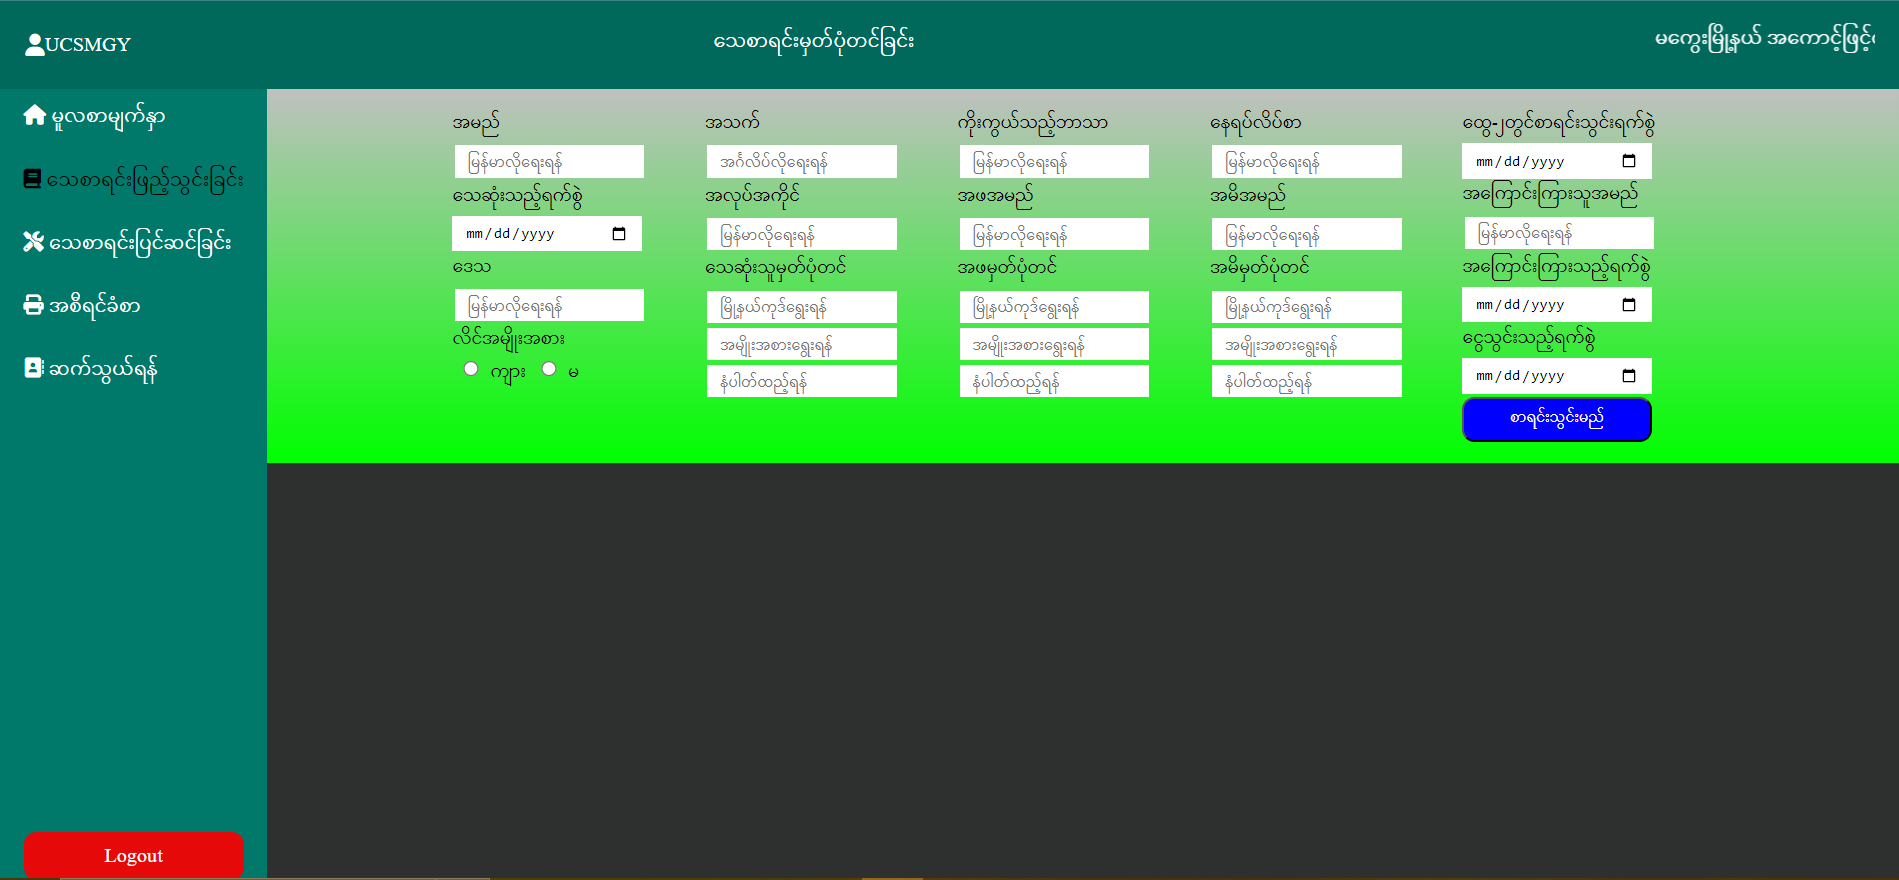 UCSMGY
သေစာရင်းမှတ်ပုံတင်ခြင်း
မကွေးမြို့နယ် အကောင့်ဖြင့်
မူလစာမျက်နှာ
သေစာရင်းဖြည့်သွင်းခြင်း
သေစာရင်းပြင်ဆင်ခြင်း
အစီရင်ခံစာ
ဆက်သွယ်ရန်
Logout
အမည်
မြန်မာလိုရေးရန်
သေဆုံးသည့်ရက်စွဲ
mm/dd/yyyy
ဒေသ
မြန်မာလိုရေးရန်
လိင်အမျိုးအစား
ကျား မ
အသက်
အင်္ဂလိပ်လိုရေးရန်
အလုပ်အကိုင်
မြန်မာလိုရေးရန်
သေဆုံးသူမှတ်ပုံတင်
မြို့နယ်ကုဒ်ရွေးရန်
အမျိုးအစားရွေးရန်
နံပါတ်ထည့်ရန်
ကိုးကွယ်သည့်ဘာသာ
မြန်မာလိုရေးရန်
အဖအမည်
မြန်မာလိုရေးရန်
အဖမှတ်ပုံတင်
မြို့နယ်ကုဒ်ရွေးရန်
အမျိုးအစားရွေးရန်
နံပါတ်ထည့်ရန်
နေရပ်လိပ်စာ
မြန်မာလိုရေးရန်
အမိအမည်
မြန်မာလိုရေးရန်
အမိမှတ်ပုံတင်
မြို့နယ်ကုဒ်ရွေးရန်
အမျိုးအစားရွေးရန်
နံပါတ်ထည့်ရန်
ထွေ-၂တွင်စာရင်းသွင်းရက်စွဲ
mm/dd/yyyy
အကြောင်းကြားသူအမည်
မြန်မာလိုရေးရန်
အကြောင်းကြားသည့်ရက်စွဲ
mm/dd/yyyy
ငွေသွင်းသည့်ရက်စွဲ
mm/dd/yyyy
စာရင်းသွင်းမည်